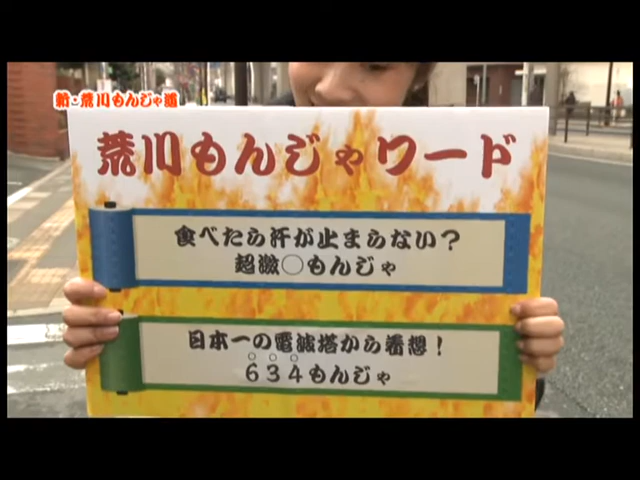 新・荒川もんじゃ道
荒川もんじゃワード
食べたら汗が止まらない？
超激○もんじゃ
日本一の電波塔から着想！
○○○
634もんじゃ